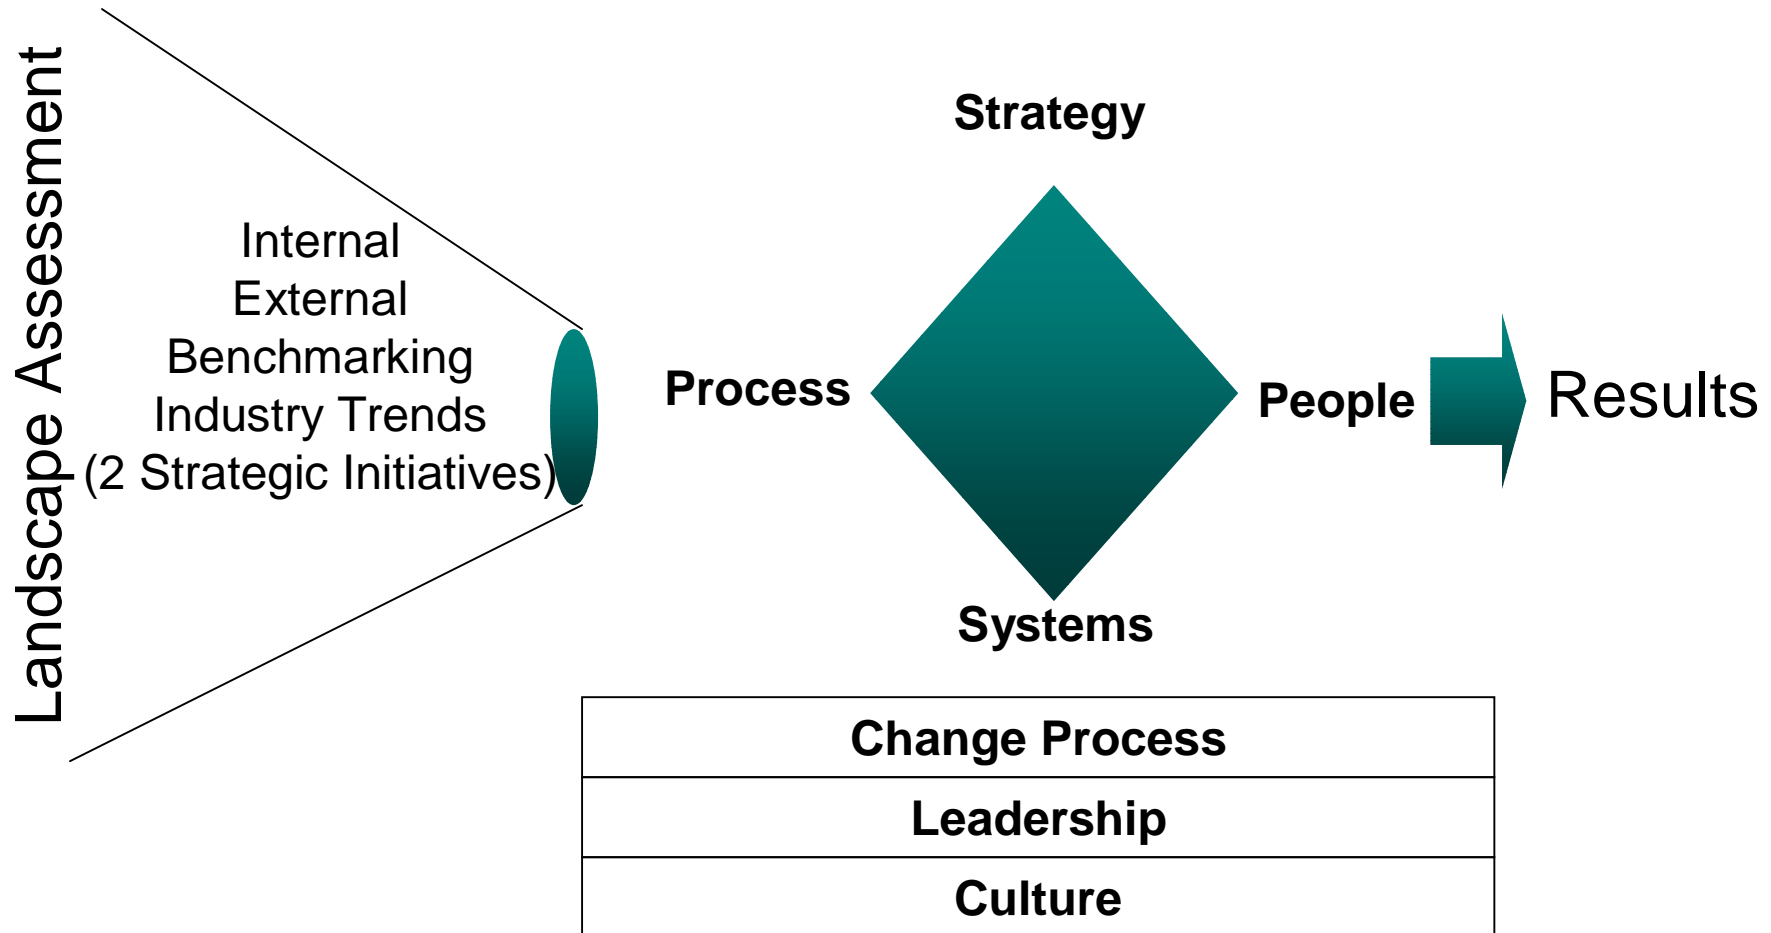 Landscape Assessment
Internal
External
Benchmarking
Industry Trends
(2 Strategic Initiatives)
Strategy
Process
People
Results
Systems
Change Process
Leadership
Culture